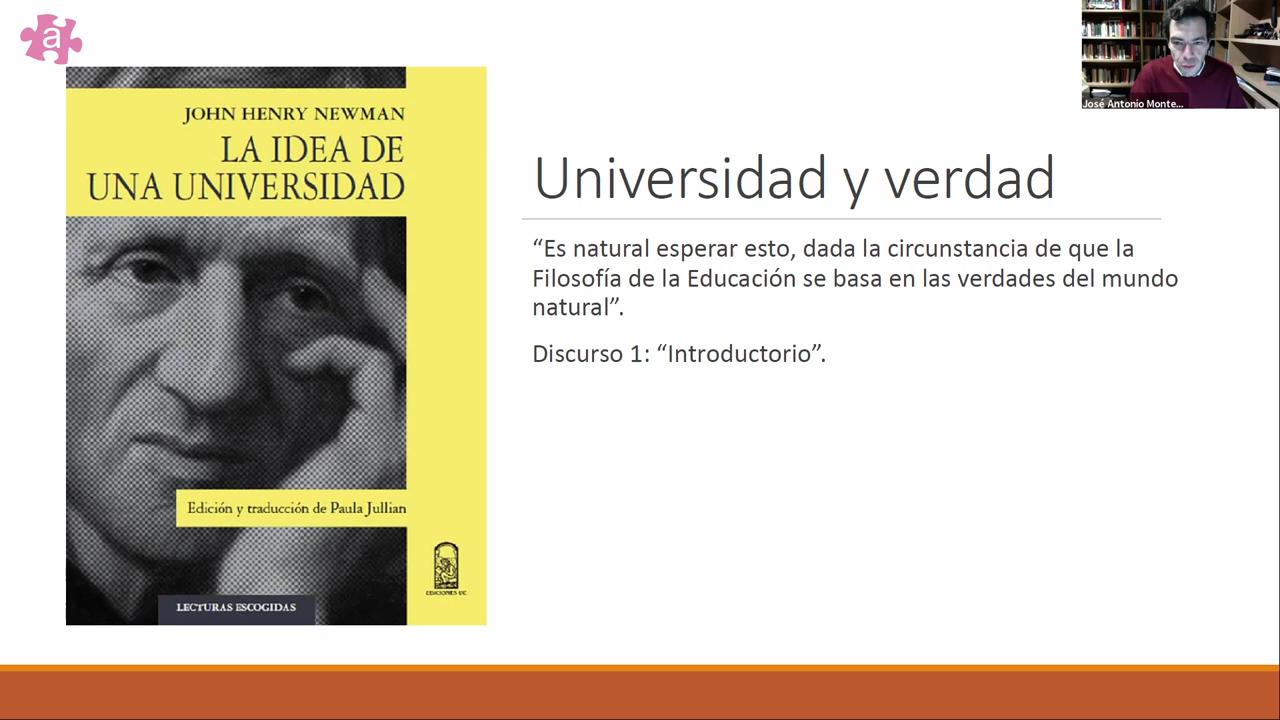 a
José Antonio Monte...
JOHN HENRY NEWMAN
LA IDEA DE
UNA UNIVERSIDAD
Edición y traducción de Paula Jullian
EDICIONES UC
LECTURAS ESCOGIDAS
Universidad y verdad
“Es natural esperar esto, dada la circunstancia de que la
Filosofía de la Educación se basa en las verdades del mundo
natural”.
Discurso 1: “Introductorio”.